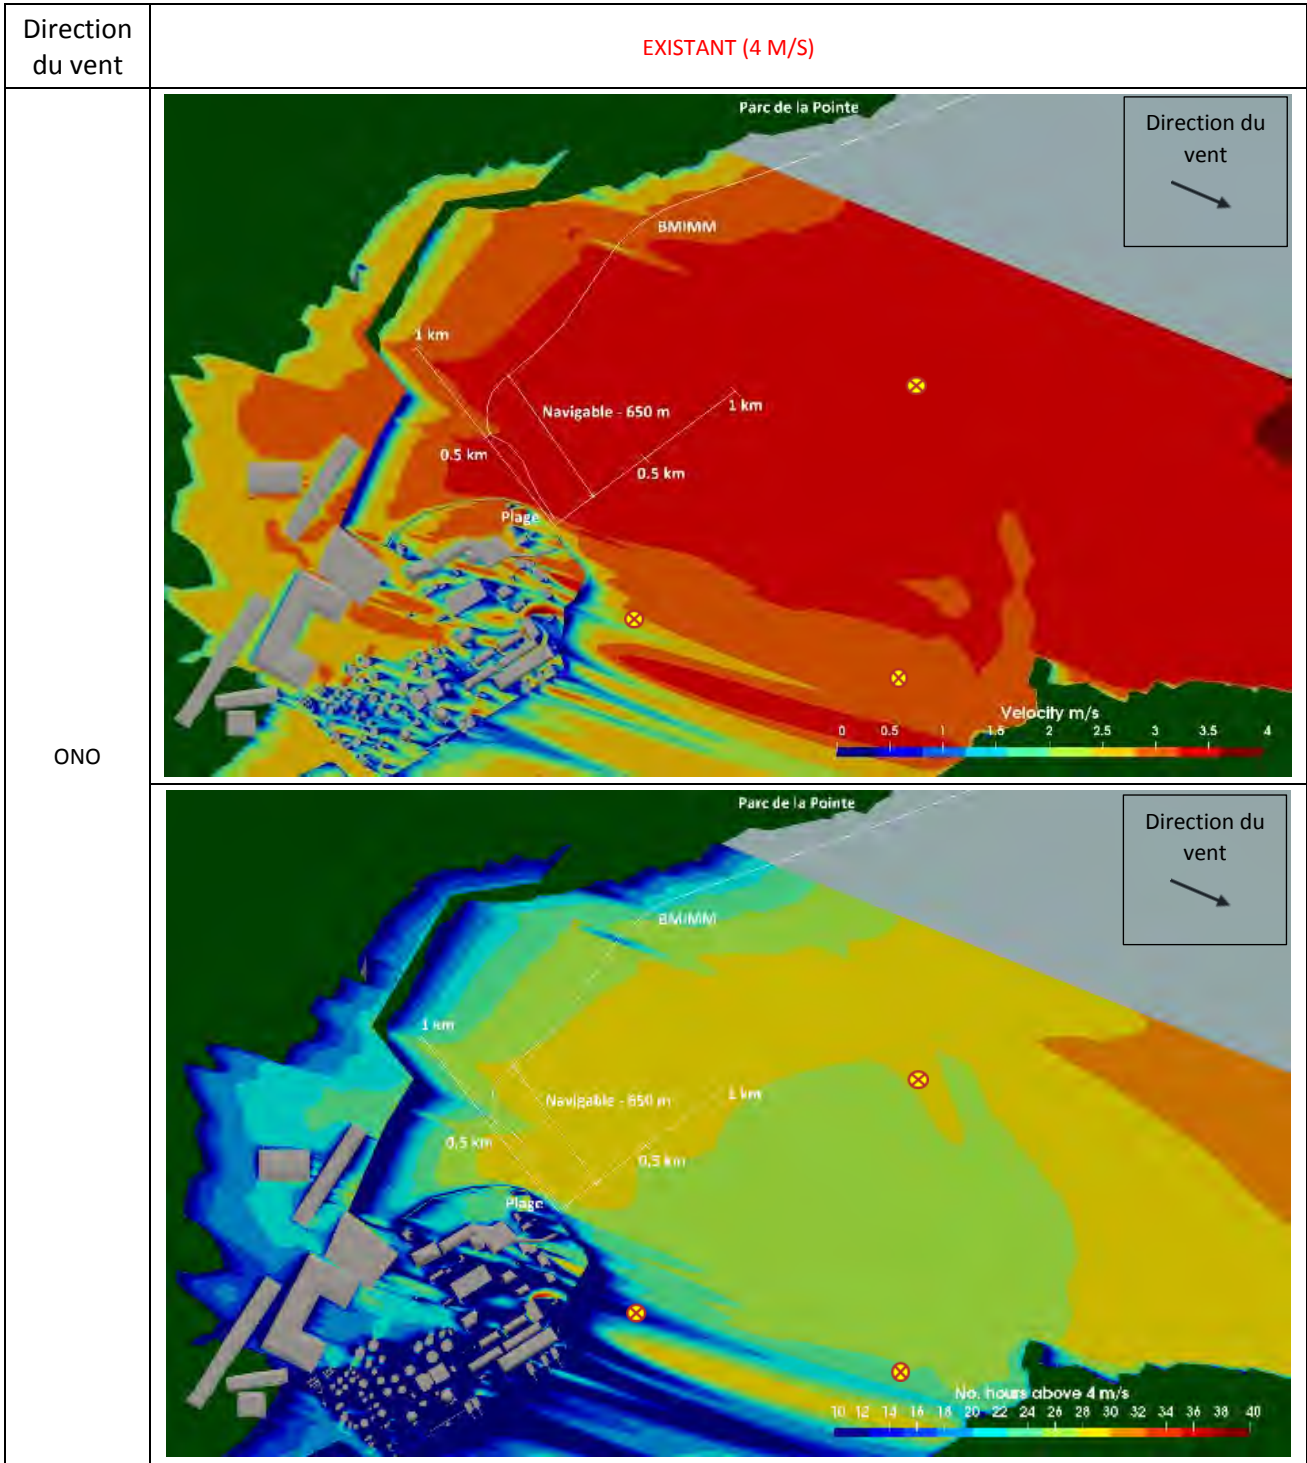 Direction
du vent
EXISTANT (4 M/S)
ONO
Parc de la Pointe
Direction du
vent
BMIMM
1 km
Navigable - 650 m
1 km
0.5 km
0.5 km
Plage
Velocity m/s
0 0.5 1 1.5 2 2.5 3 3.5 4
Parc de la Pointe
Direction du
vent
BMIMM
1 km
Navigable - 650 m
1 km
0.5 km
0.5 km
Plage
No. hours above 4 m/s
10 12 14 16 18 20 22 24 26 28 30 32 34 36 38 40